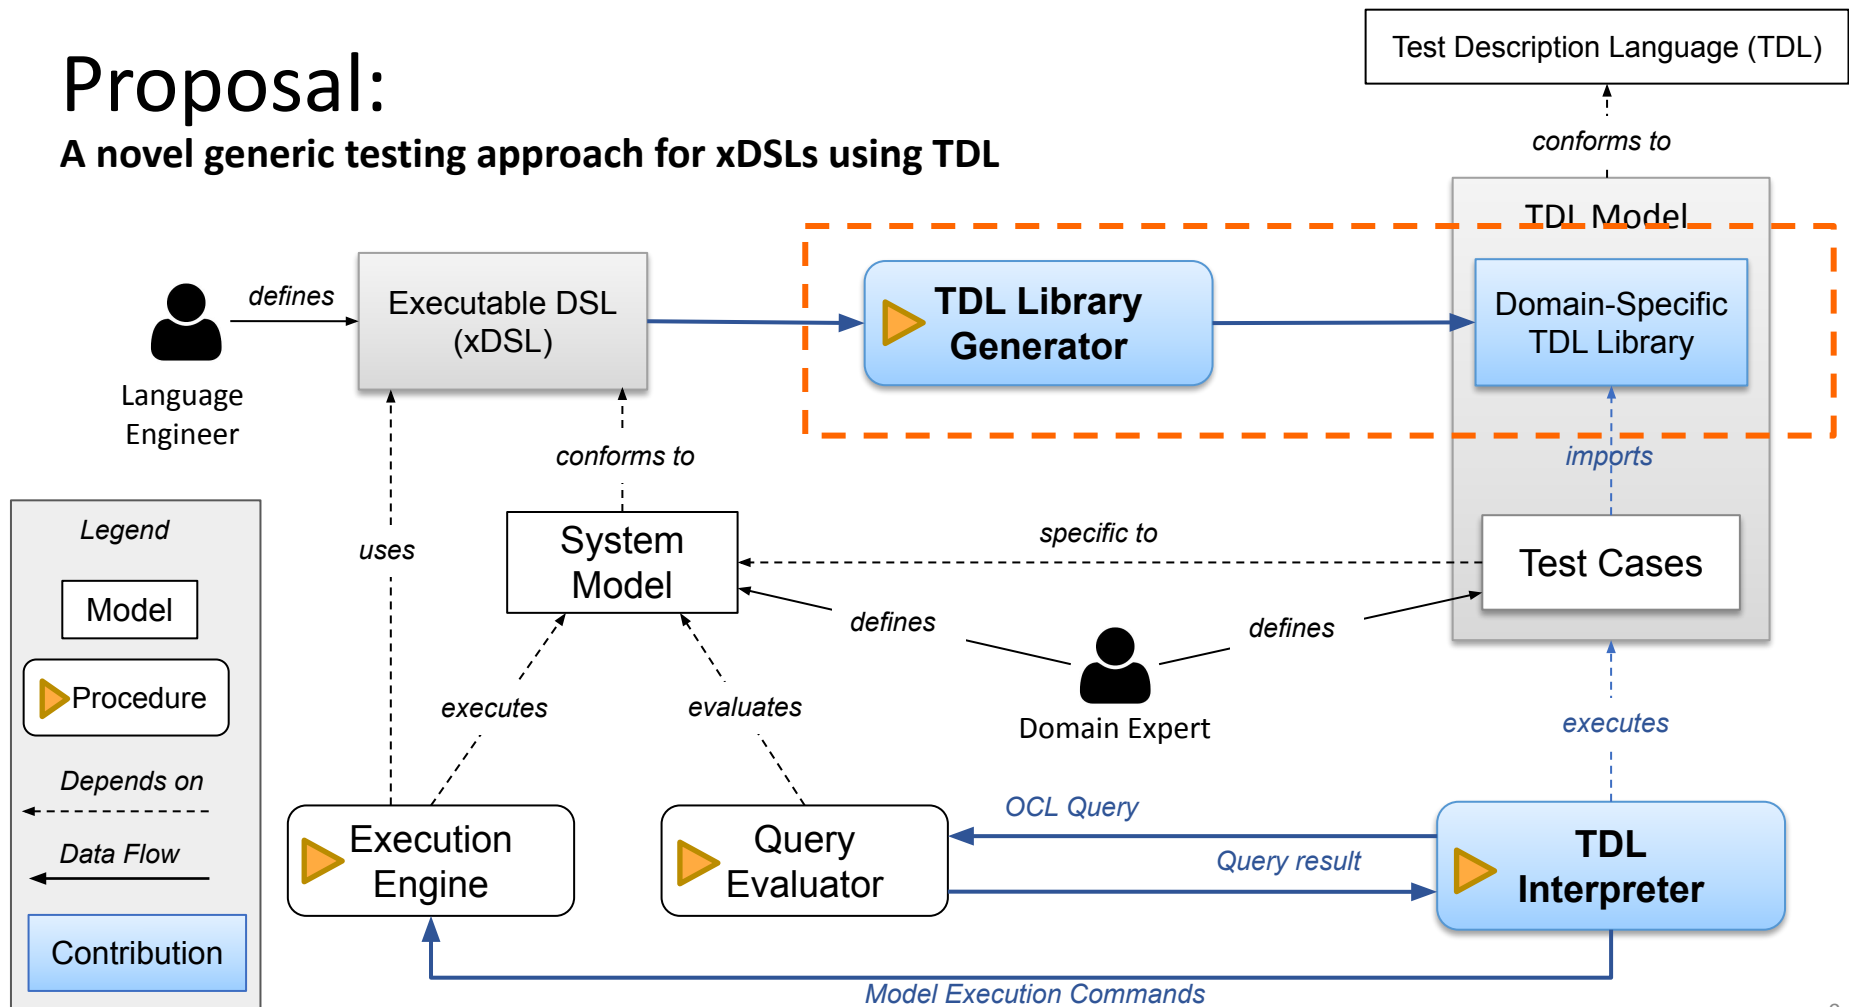 Proposal:
A novel generic testing approach for xDSLs using TDL
Test Description Language (TDL)
conforms to
TDL Model
defines
Executable DSL
(xDSL)
TDL Library
Generator
Domain-Specific
TDL Library
Language
Engineer
conforms to
imports
Legend
Model
Procedure
Depends on
Data Flow
Contribution
uses
System
Model
specific to
Test Cases
defines
defines
Domain Expert
executes
evaluates
executes
Execution
Engine
Query
Evaluator
OCL Query
Query result
TDL
Interpreter
Model Execution Commands